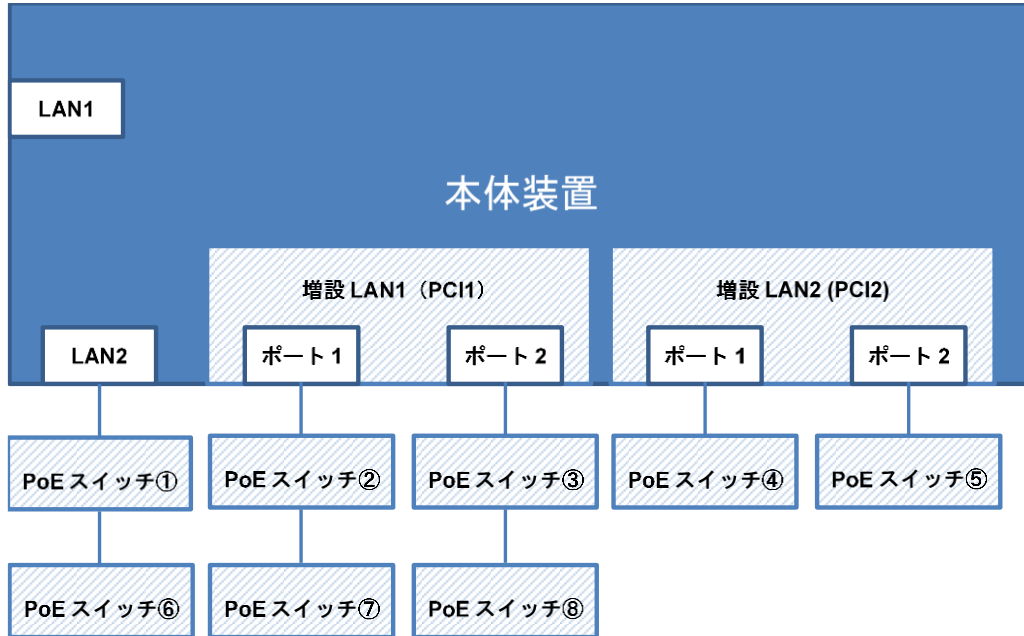 LAN1
本体装置
増設 LAN1（PCI1）
増設 LAN2 (PCI2)
LAN2
ポート 1
ポート 2
ポート 1
ポート 2
PoE スイッチ①
PoE スイッチ②
PoE スイッチ③
PoE スイッチ④
PoE スイッチ⑤
PoE スイッチ⑥
PoE スイッチ⑦
PoE スイッチ⑧